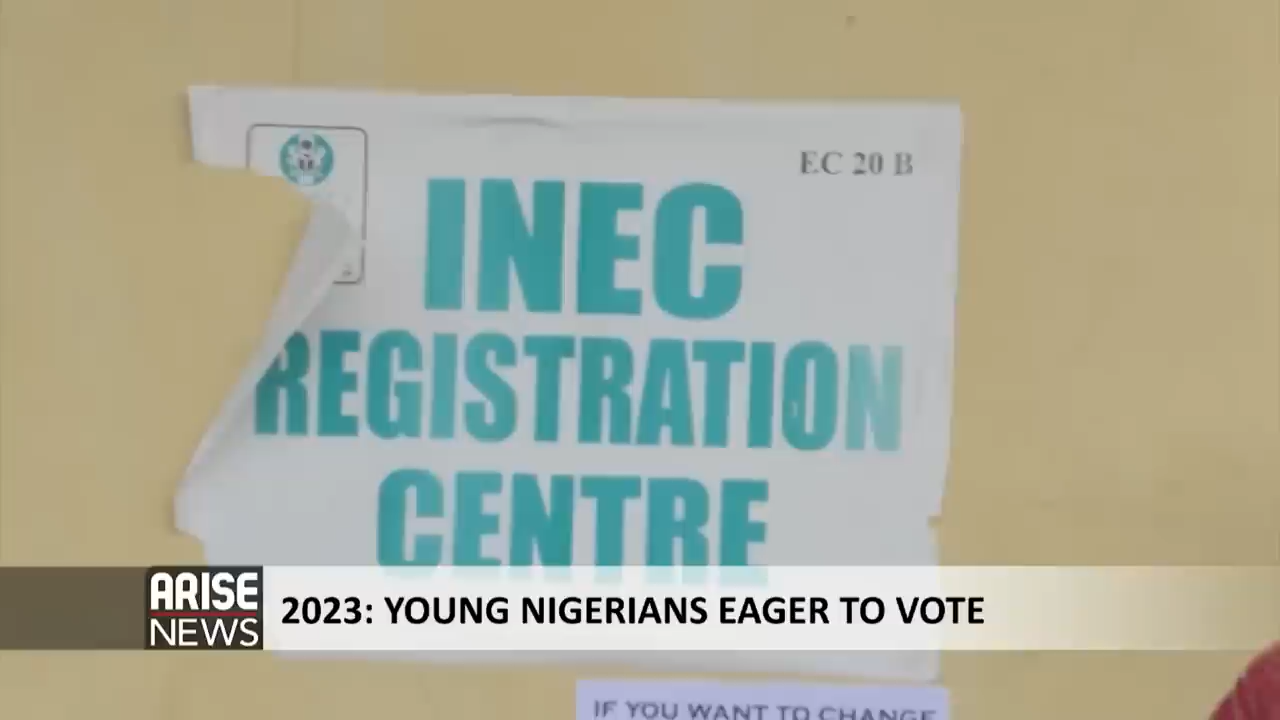 EC 20 B
INEC
REGISTRATION
CENTRE
ARISE
NEWS
2023: YOUNG NIGERIANS EAGER TO VOTE
IF YOU WANT TO CHANGE